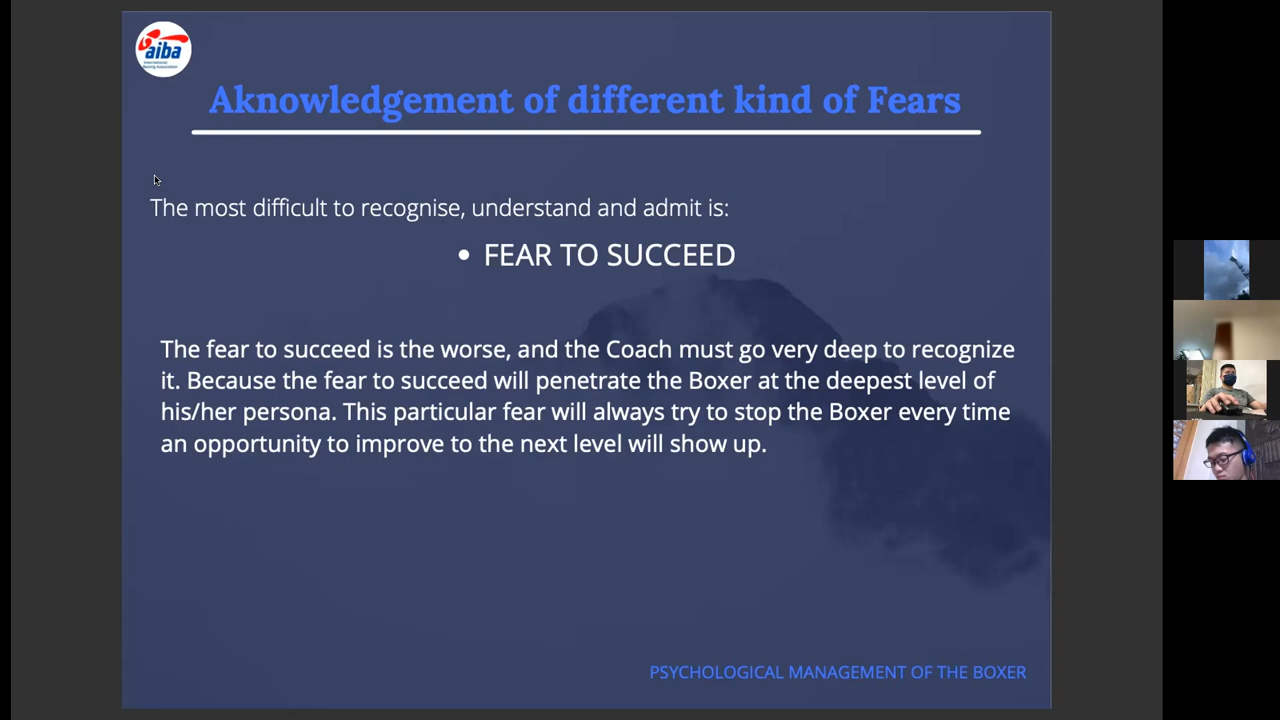 aiba
International
Boxing Association
Aknowledgement of different kind of Fears
The most difficult to recognise, understand and admit is:
• FEAR TO SUCCEED
The fear to succeed is the worse, and the Coach must go very deep to recognize
it. Because the fear to succeed will penetrate the Boxer at the deepest level of
his/her persona. This particular fear will always try to stop the Boxer every time
an opportunity to improve to the next level will show up.
PSYCHOLOGICAL MANAGEMENT OF THE BOXER